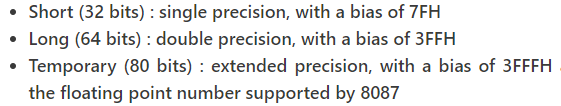 • Short (32 bits) : single precision, with a bias of 7FH
• Long (64 bits) : double precision, with a bias of 3FFH
• Temporary (80 bits) : extended precision, with a bias of 3FFFH
the floating point number supported by 8087